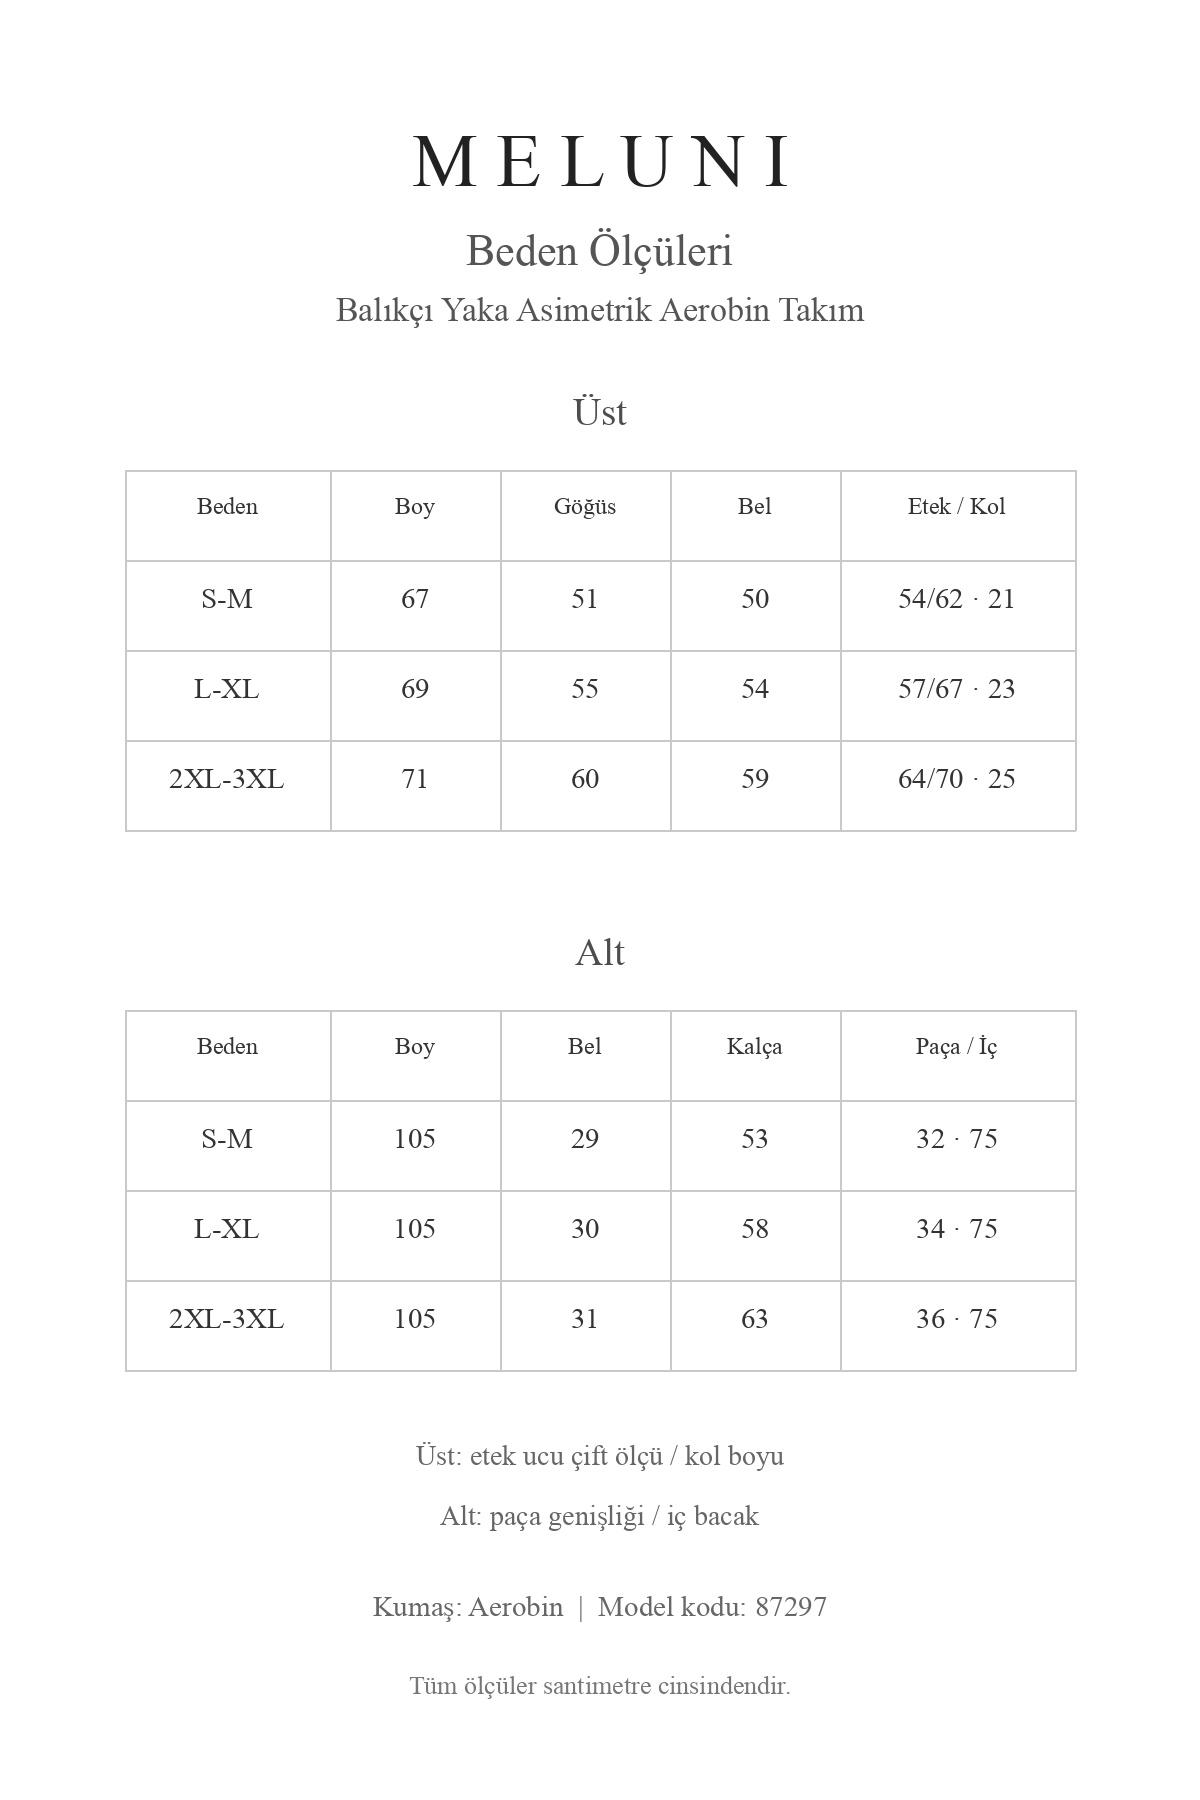 MELUNI
Beden Ölçüleri
Balıkçı Yaka Asimetrik Aerobin Takım
Üst
Beden Boy Göğüs Bel Etek / Kol
S-M 67 51 50 54/62 · 21
L-XL 69 55 54 57/67 · 23
2XL-3XL 71 60 59 64/70 · 25
Alt
Beden Boy Bel Kalça Paça / İç
S-M 105 29 53 32 · 75
L-XL 105 30 58 34 · 75
2XL-3XL 105 31 63 36 · 75
Üst: etek ucu çift ölçü / kol boyu
Alt: paça genişliği / iç bacak
Kumaş: Aerobin | Model kodu: 87297
Tüm ölçüler santimetre cinsindendir.